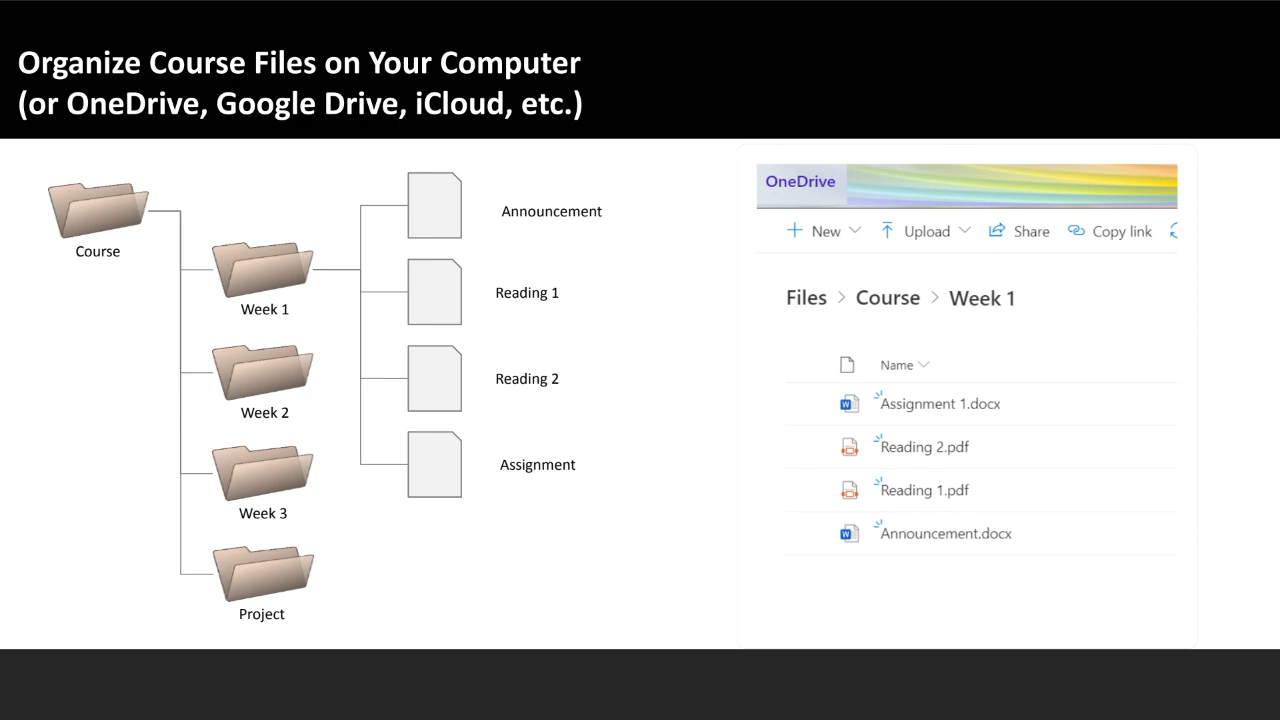 Organize Course Files on Your Computer
(or OneDrive, Google Drive, iCloud, etc.)
Course
Week 1
Week 2
Week 3
Project
Announcement
Reading 1
Reading 2
Assignment
OneDrive
New
Upload
Share
Copy link
Files > Course > Week 1
Name
Assignment 1.docx
Reading 2.pdf
Reading 1.pdf
Announcement.docx